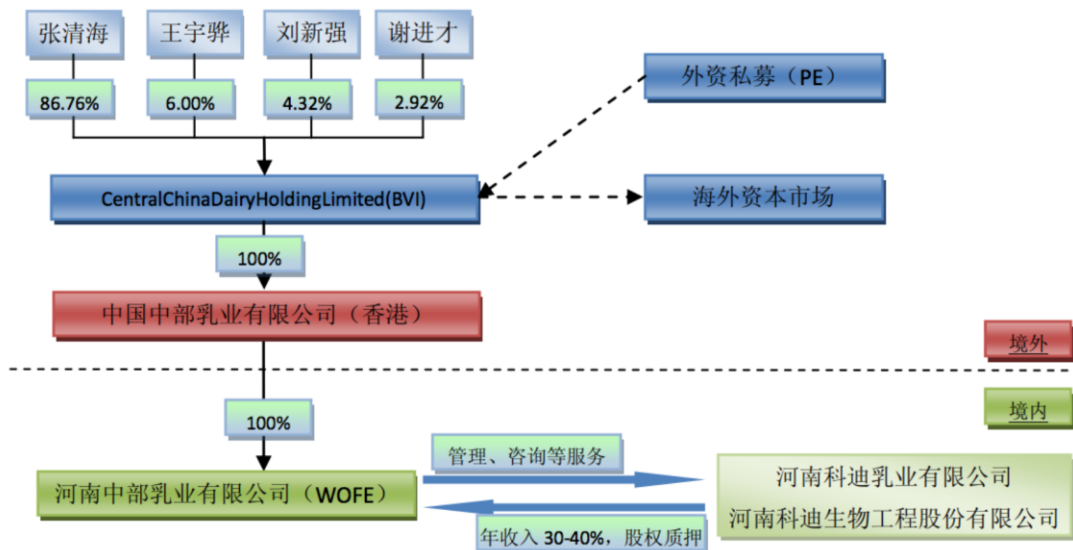 张清海
王宇骅
刘新强
谢进才
86.76%
6.00%
4.32%
2.92%
外资私募（PE）
CentralChinaDairyHoldingLimited(BVI)
海外资本市场
100%
中国中部乳业有限公司（香港）
境外
境内
100%
管理、咨询等服务
河南中部乳业有限公司（WOFE）
河南科迪乳业有限公司
河南科迪生物工程股份有限公司
年收入 30-40%，股权质押